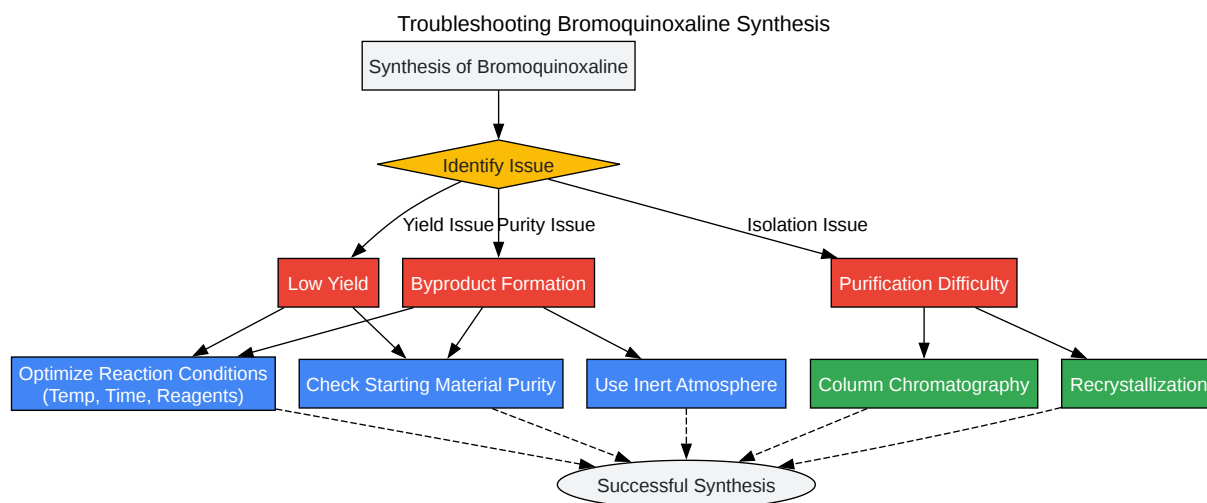 Troubleshooting Bromoquinoxaline Synthesis
Synthesis of Bromoquinoxaline
Identify Issue
Yield Issue
Purity Issue
Isolation Issue
Low Yield
Byproduct Formation
Purification Difficulty
Optimize Reaction Conditions
(Temp, Time, Reagents)
Check Starting Material Purity
Use Inert Atmosphere
Column Chromatography
Recrystallization
Successful Synthesis